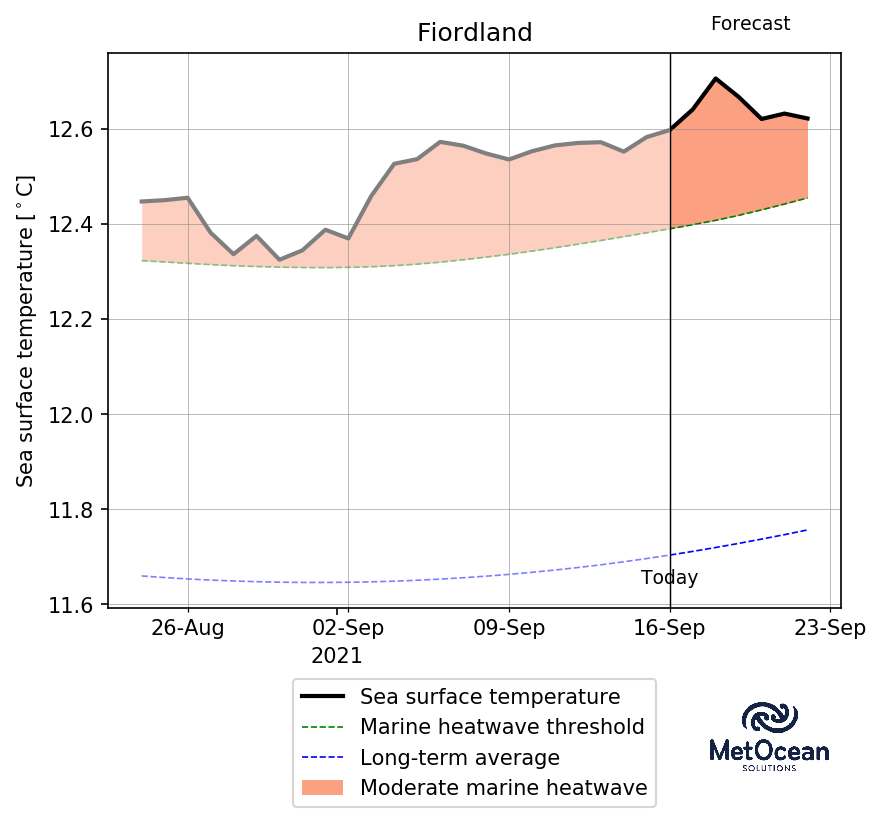 Forecast
Fiordland
Sea surface temperature [°C]
12.6
12.4
12.2
12.0
11.8
11.6
Today
26-Aug 02-Sep 09-Sep 16-Sep 23-Sep
2021
Sea surface temperature
Marine heatwave threshold
Long-term average
Moderate marine heatwave
MetOcean
SOLUTIONS